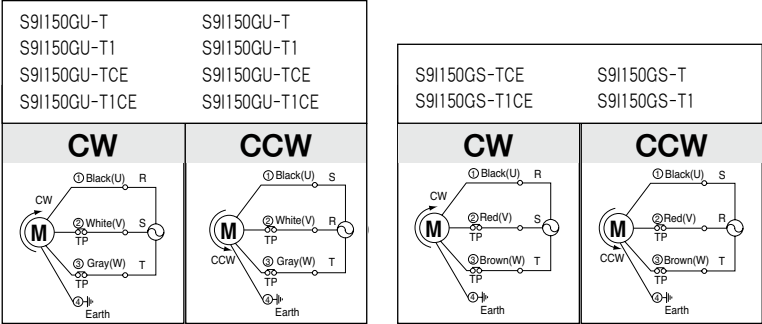 S9I150GU-T S9I150GU-T
S9I150GU-T1 S9I150GU-T1
S9I150GU-TCE S9I150GU-TCE
S9I150GU-T1CE S9I150GU-T1CE
CW CCW
① Black(U) R
CW
② White(V) S
M
TP
③ Gray(W) T
TP
④
Earth
① Black(U) S
② White(V) R
M
TP
CCW
③ Gray(W) T
TP
④
Earth
S9I150GS-TCE S9I150GS-T
S9I150GS-T1CE S9I150GS-T1
CW CCW
① Black(U) R
CW
② Red(V) S
M
TP
③ Brown(W) T
TP
④
Earth
① Black(U) S
② Red(V) R
M
TP
CCW
③ Brown(W) T
TP
④
Earth